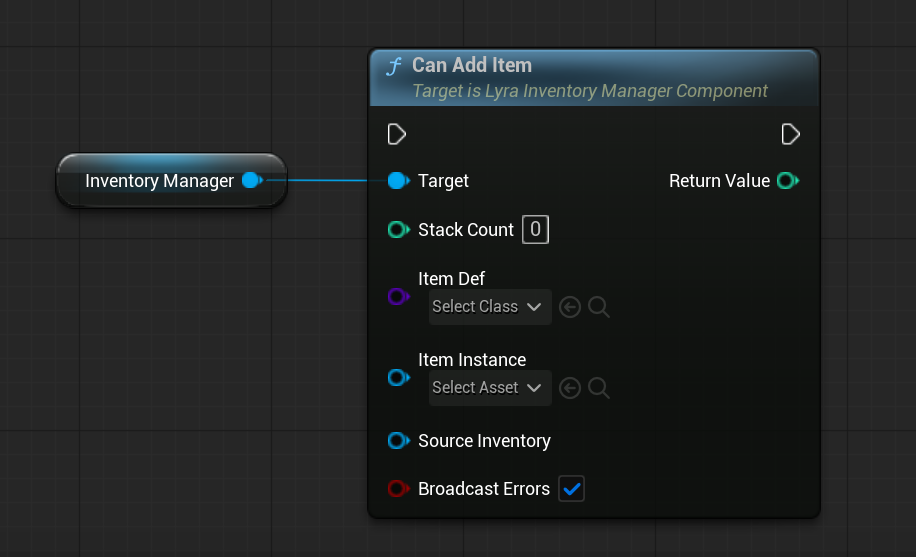 Can Add Item
Target is Lyra Inventory Manager Component
Inventory Manager
Target
Return Value
Stack Count 0
Item Def
Select Class
Item Instance
Select Asset
Source Inventory
Broadcast Errors